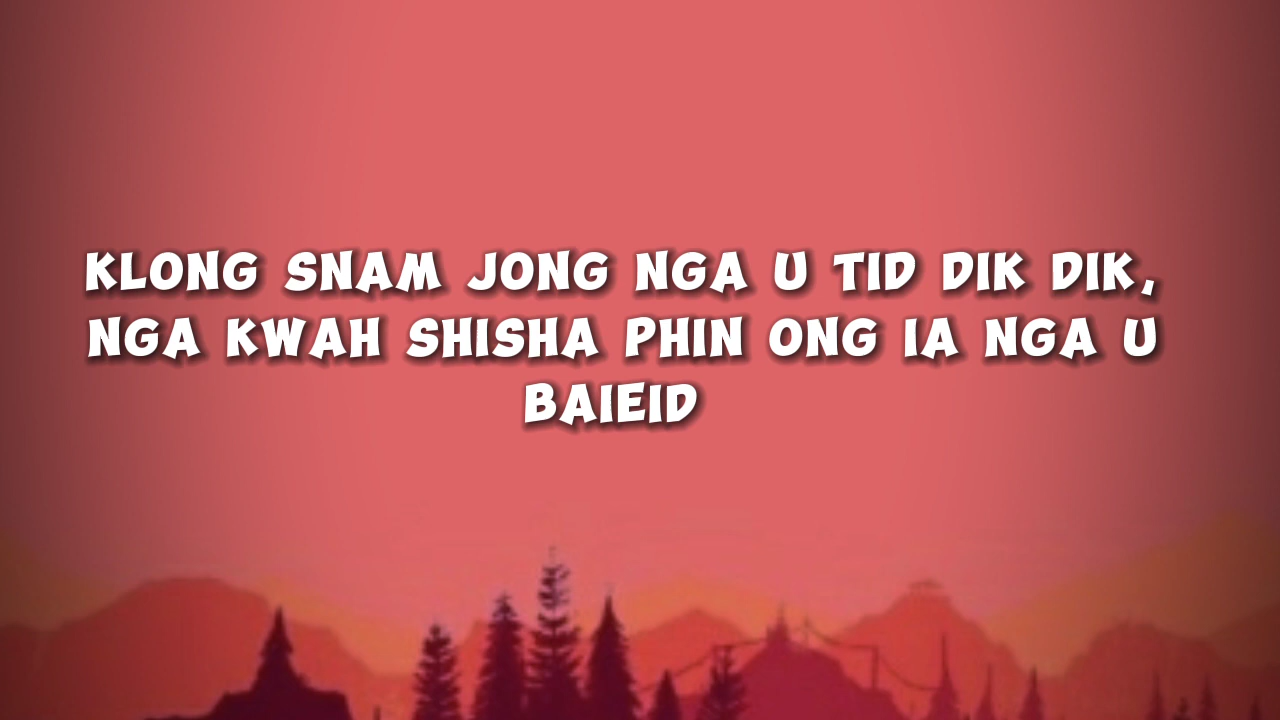 KLONG SNAM JONG NGA U TID DIK DIK,
NGA KWAH SHISHA PHIN ONG IA NGA U
BAIEID